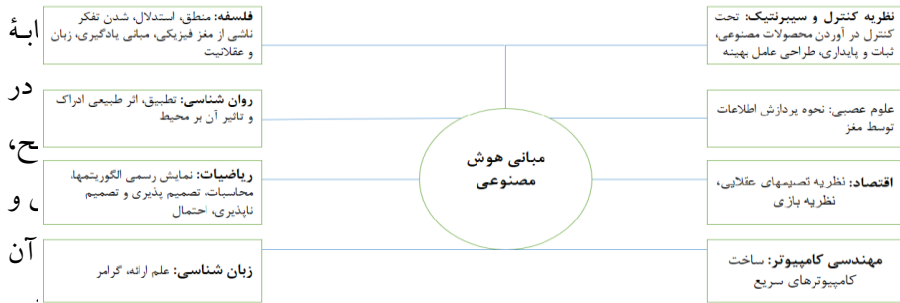 نظریه کنترل و سیبرنتیک: تحت
کنترل در آوردن محصولات مصنوعی،
ثبات و پایداری، طراحی عامل بهینه
علوم عصبی: نحوه پردازش اطلاعات
توسط مغز
اقتصاد: نظریه تصیمهای عقلایی،
نظریه بازی
مهندسی کامپیوتر: ساخت
کامپیوترهای سریع
مبانی هوش
مصنوعی
فلسفه: منطق، استدلال، شدن تفکر
ناشی از مغز فیزیکی، مبانی یادگیری، زبان
و عقلانیت
روان شناسی: تطبیق، اثر طبیعی ادراک
و تاثیر آن بر محیط
ریاضیات: نمایش رسمی الگوریتمها،
محاسبات، تصمیم پذیری و تصمیم
ناپذیری، احتمال
زبان شناسی: علم ارائه، گرامر
در
و
آن